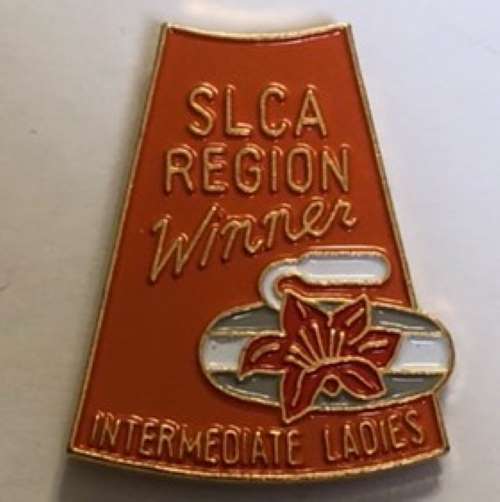 SLCA
REGION
Winner
INTERMEDIATE LADIES